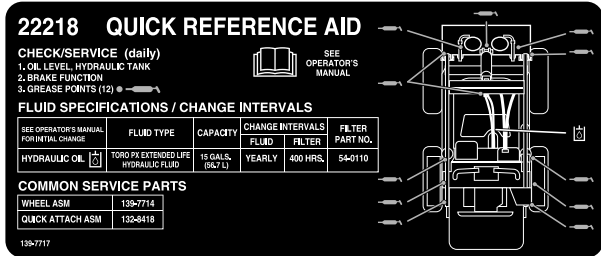 22218 QUICK REFERENCE AID
CHECK/SERVICE (daily)
1. OIL LEVEL, HYDRAULIC TANK
2. BRAKE FUNCTION
3. GREASE POINTS (12)
SEE
OPERATOR'S
MANUAL
FLUID SPECIFICATIONS / CHANGE INTERVALS
SEE OPERATOR'S MANUAL
FOR INITIAL CHANGE
FLUID TYPE
CAPACITY
CHANGE INTERVALS
FLUID
FILTER
FILTER
PART NO.
HYDRAULIC OIL
TORO PX EXTENDED LIFE
HYDRAULIC FLUID
15 GALS.
(56.7 L)
YEARLY
400 HRS.
54-0110
COMMON SERVICE PARTS
WHEEL ASM 139-7714
QUICK ATTACH ASM 132-8418
139-7717